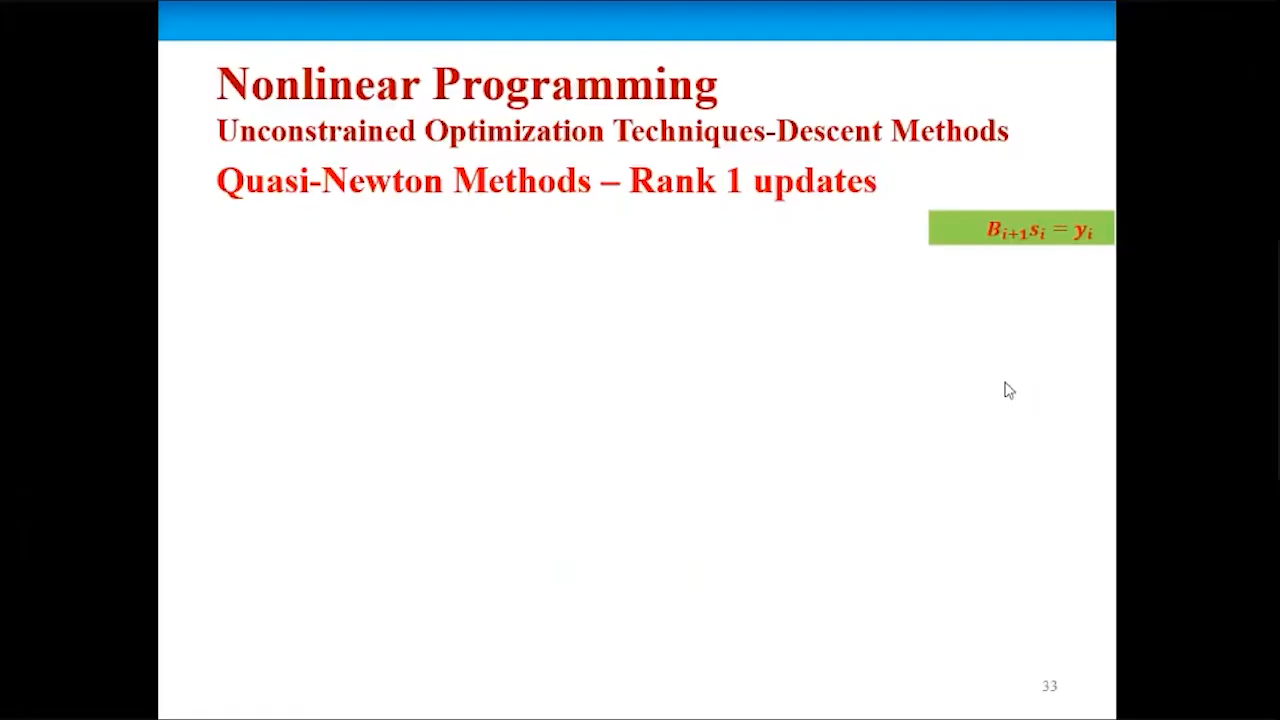 Nonlinear Programming
Unconstrained Optimization Techniques-Descent Methods
Quasi-Newton Methods – Rank 1 updates
$B_{i+1}s_i = y_i$
33